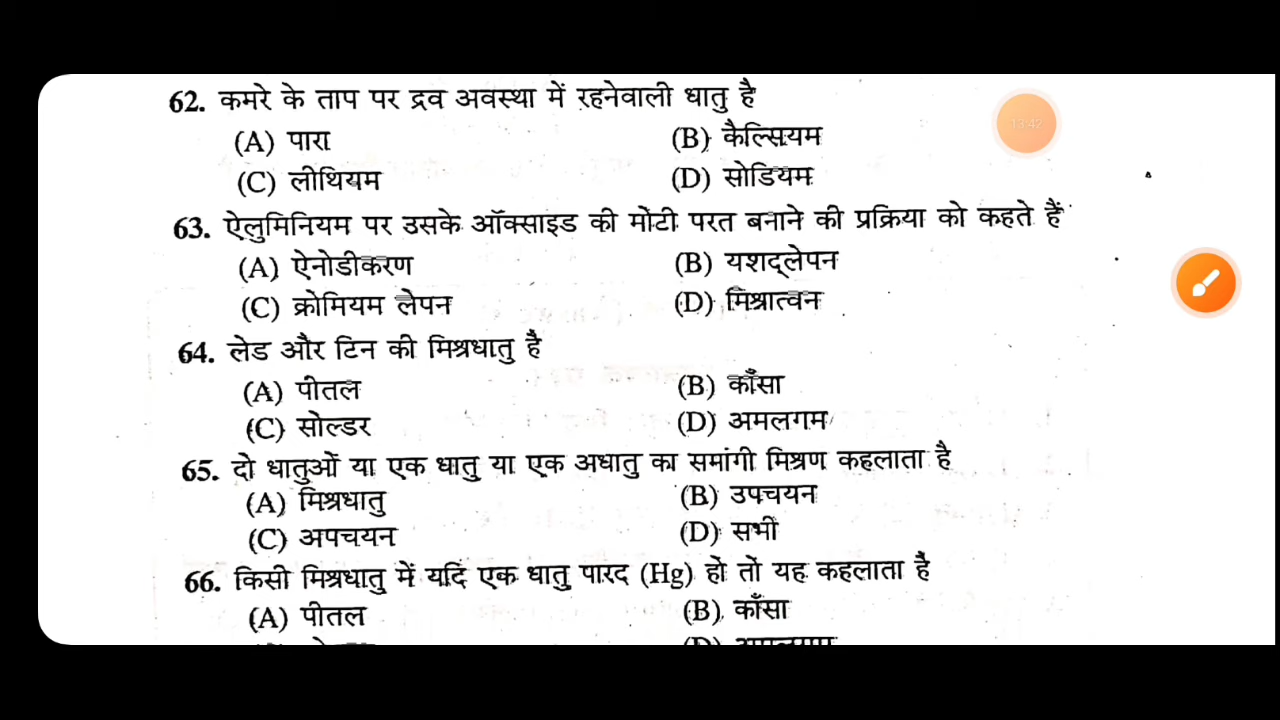 13:42
62. कमरे के ताप पर द्रव अवस्था में रहनेवाली धातु है
(A) पारा (B) कैल्सियम
(C) लीथियम (D) सोडियम
63. ऐलुमिनियम पर उसके ऑक्साइड की मोटी परत बनाने की प्रक्रिया को कहते हैं
(A) ऐनोडीकरण (B) यशद्लेपन
(C) क्रोमियम लेपन (D) मिश्रात्वन
64. लेड और टिन की मिश्रधातु है
(A) पीतल (B) काँसा
(C) सोल्डर (D) अमलगम
65. दो धातुओं या एक धातु या एक अधातु का समांगी मिश्रण कहलाता है
(A) मिश्रधातु (B) उपचयन
(C) अपचयन (D) सभी
66. किसी मिश्रधातु में यदि एक धातु पारद (Hg) हो तो यह कहलाता है
(A) पीतल (B) काँसा